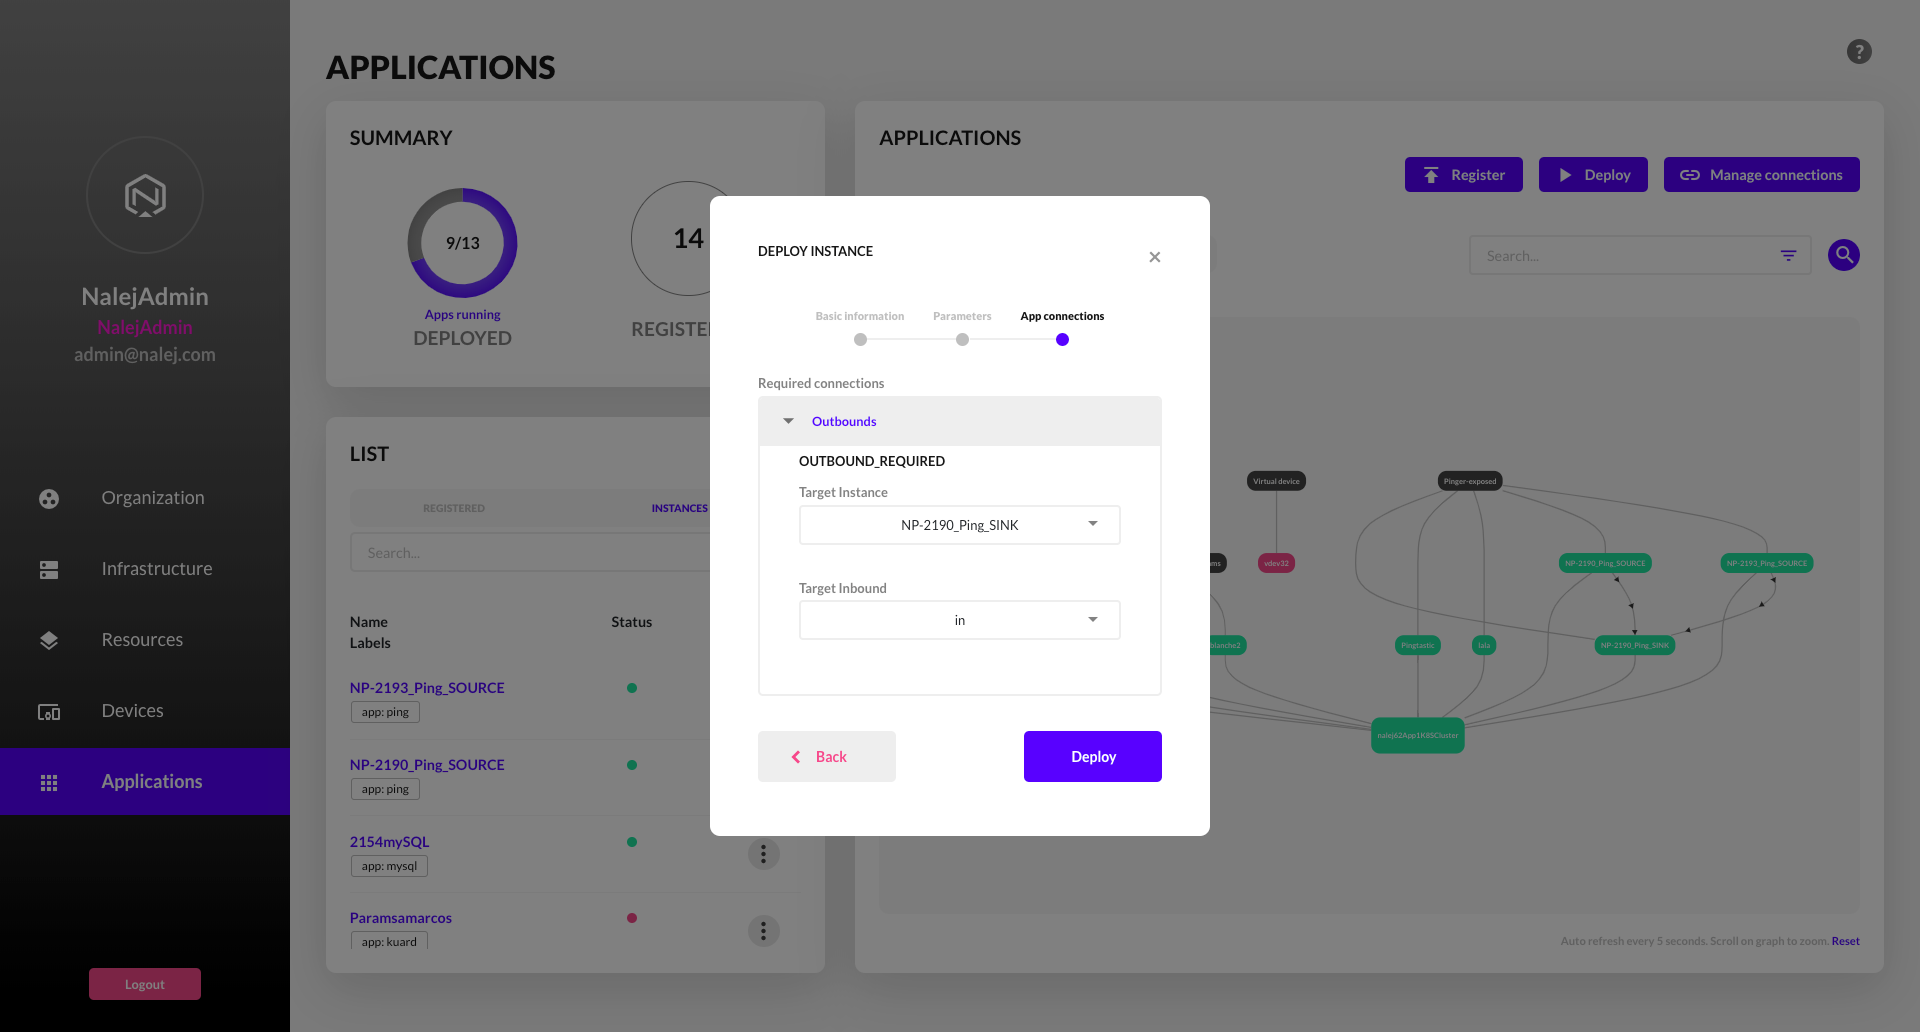 APPLICATIONS
?
NalejAdmin
NalejAdmin
admin@nalej.com
Organization
Infrastructure
Resources
Devices
Applications
Logout
SUMMARY
9/13
Apps running
DEPLOYED
14
LIST
REGISTERED
INSTANCES
Search...
Name
Labels
Status
NP-2193_Ping_SOURCE
app: ping
NP-2190_Ping_SOURCE
app: ping
2154mySQL
app: mysql
Paramsamarcos
app: kuard
DEPLOY INSTANCE
×
Basic information
Parameters
App connections
Required connections
Outbounds
OUTBOUND_REQUIRED
Target Instance
NP-2190_Ping_SINK
Target Inbound
in
Back
Deploy
APPLICATIONS
Register
Deploy
Manage connections
Search...
Virtual device
Pinger-exposed
vdev32
NP-2190_Ping_SOURCE
NP-2193_Ping_SOURCE
blanche2
Pingtastic
lala
NP-2190_Ping_SINK
nalej62App1K8SCluster
Auto refresh every 5 seconds. Scroll on graph to zoom. Reset